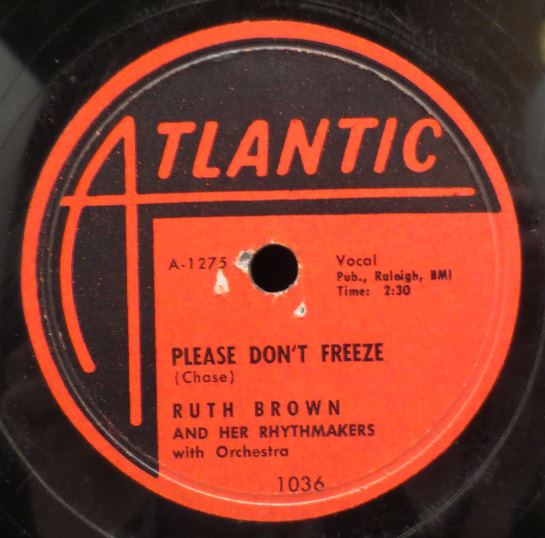 ATLANTIC
A-1275
Vocal
Pub., Raleigh, BMI
Time: 2:30
PLEASE DON'T FREEZE
(Chase)
RUTH BROWN
AND HER RHYTHMAKERS
with Orchestra
1036